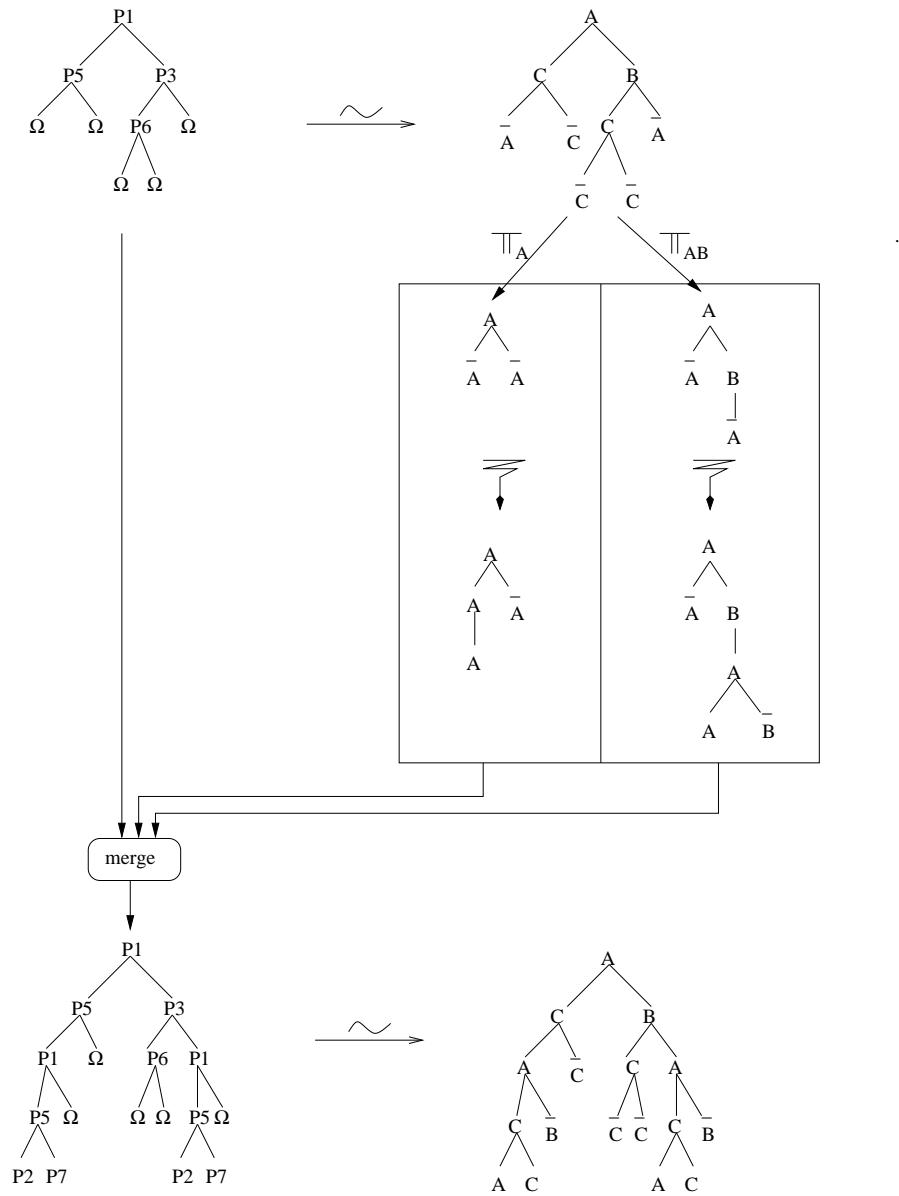 P1 A
P5 P3 C B
Ω Ω P6 Ω A̅ C̅ C A̅
Ω Ω C̅ C̅
╥ A ╥ AB .
A A
A̅ A̅ A̅ B
A̅
A A
A A̅ A̅ B
A A
A B̅
merge
P1 A
P5 P3 C B
P1 Ω P6 P1 A C̅ C A
P5 Ω Ω Ω P5 Ω C B̅ C̅ C̅ C B̅
P2 P7 P2 P7 A C A C